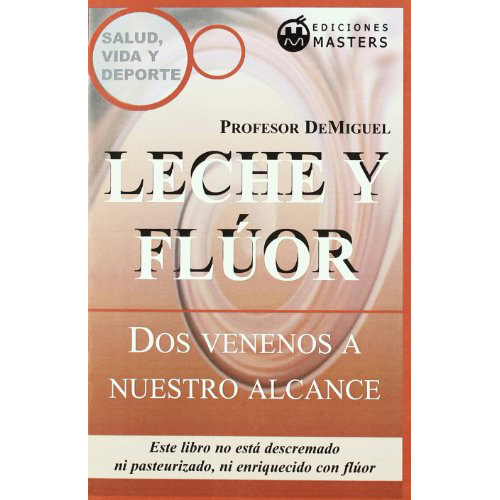 SALUD,
VIDA Y
DEPORTE
EDICIONES
MASTERS
PROFESOR DEMIGUEL
LECHE Y
FLÚOR
DOS VENENOS A
NUESTRO ALCANCE
Este libro no está descremado
ni pasteurizado, ni enriquecido con flúor